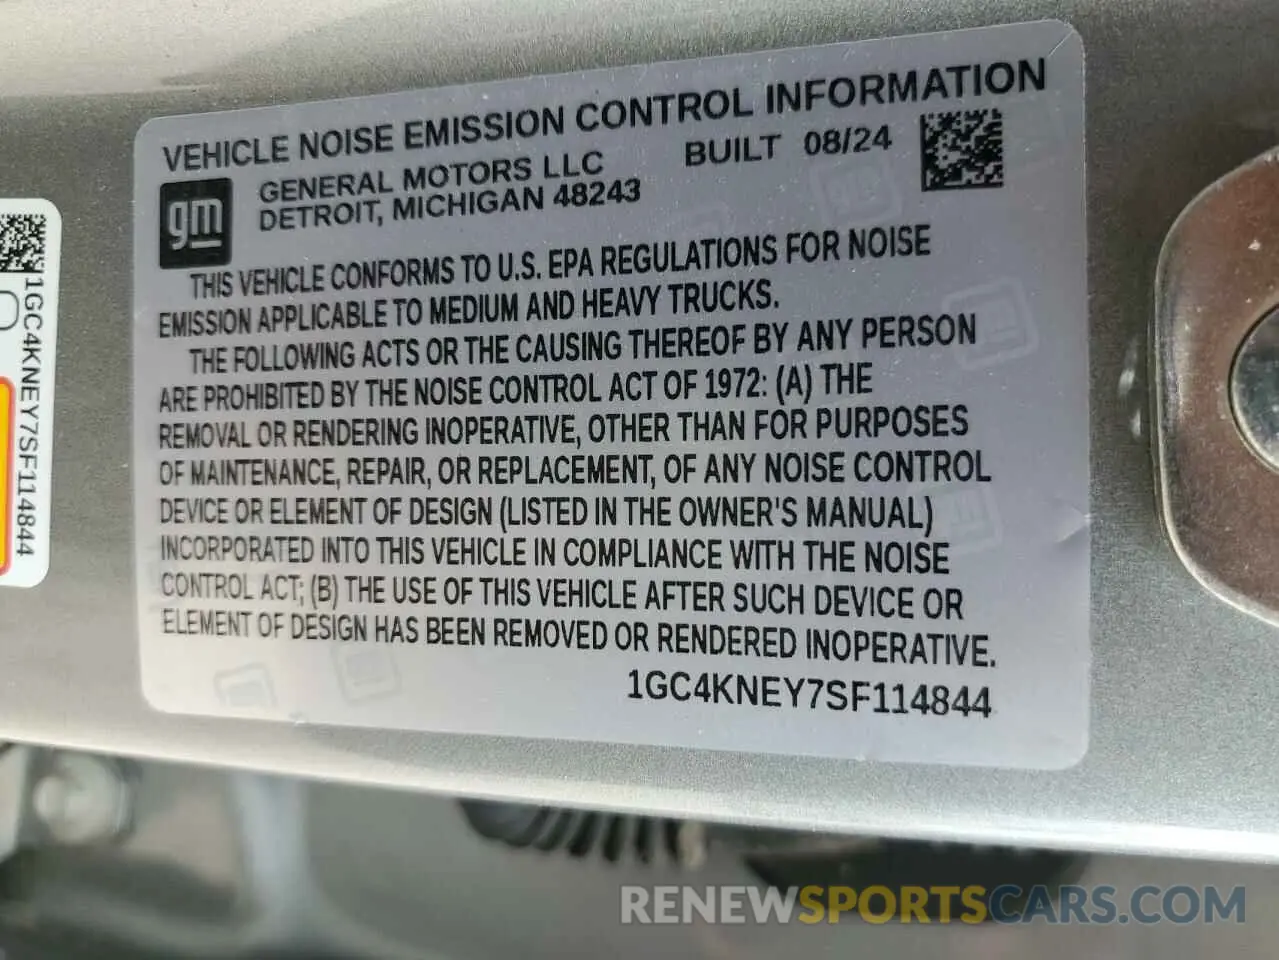 VEHICLE NOISE EMISSION CONTROL INFORMATION
gm
GENERAL MOTORS LLC
DETROIT, MICHIGAN 48243
BUILT 08/24
THIS VEHICLE CONFORMS TO U.S. EPA REGULATIONS FOR NOISE
EMISSION APPLICABLE TO MEDIUM AND HEAVY TRUCKS.
THE FOLLOWING ACTS OR THE CAUSING THEREOF BY ANY PERSON
ARE PROHIBITED BY THE NOISE CONTROL ACT OF 1972: (A) THE
REMOVAL OR RENDERING INOPERATIVE, OTHER THAN FOR PURPOSES
OF MAINTENANCE, REPAIR, OR REPLACEMENT, OF ANY NOISE CONTROL
DEVICE OR ELEMENT OF DESIGN (LISTED IN THE OWNER'S MANUAL)
INCORPORATED INTO THIS VEHICLE IN COMPLIANCE WITH THE NOISE
CONTROL ACT; (B) THE USE OF THIS VEHICLE AFTER SUCH DEVICE OR
ELEMENT OF DESIGN HAS BEEN REMOVED OR RENDERED INOPERATIVE.
1GC4KNEY7SF114844
1GC4KNEY7SF114844
RENEWSPORTSCARS.COM